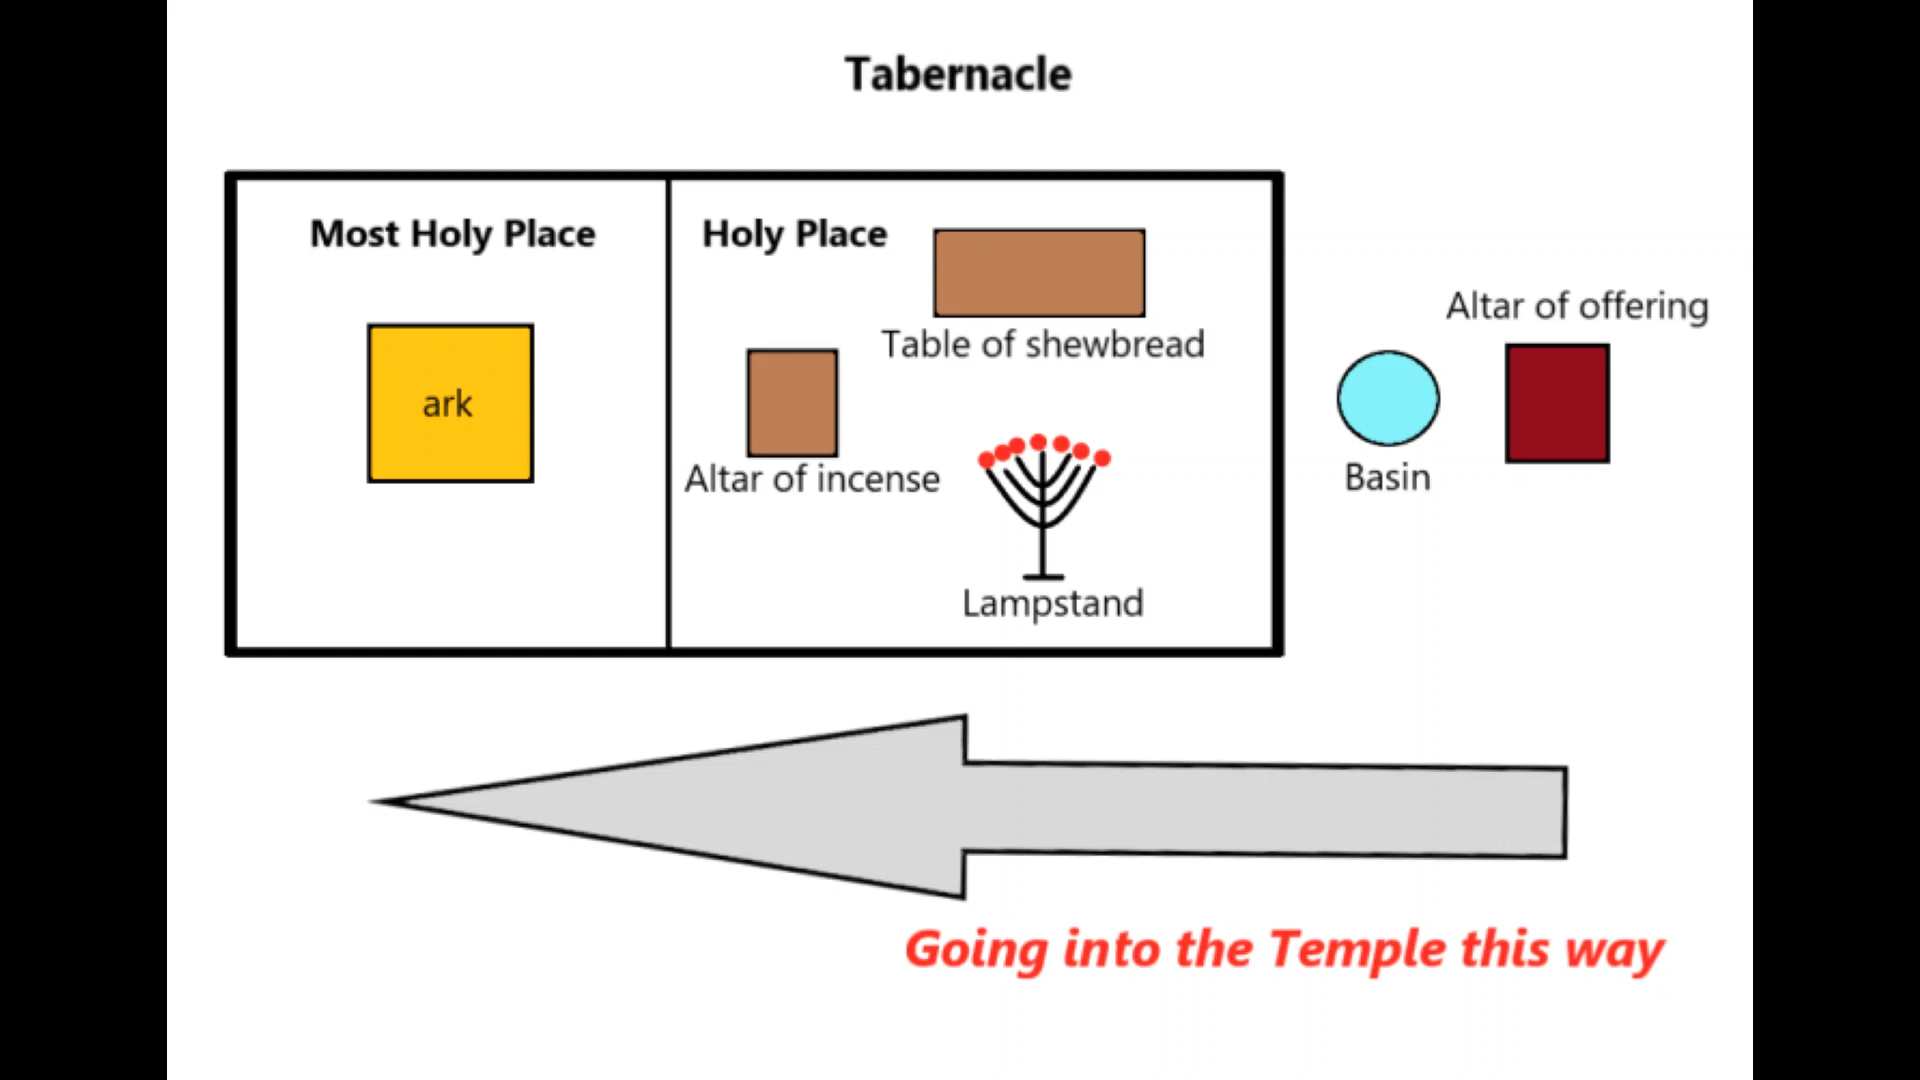 Tabernacle
Most Holy Place
Holy Place
Table of shewbread
ark
Altar of incense
Lampstand
Altar of offering
Basin
Going into the Temple this way